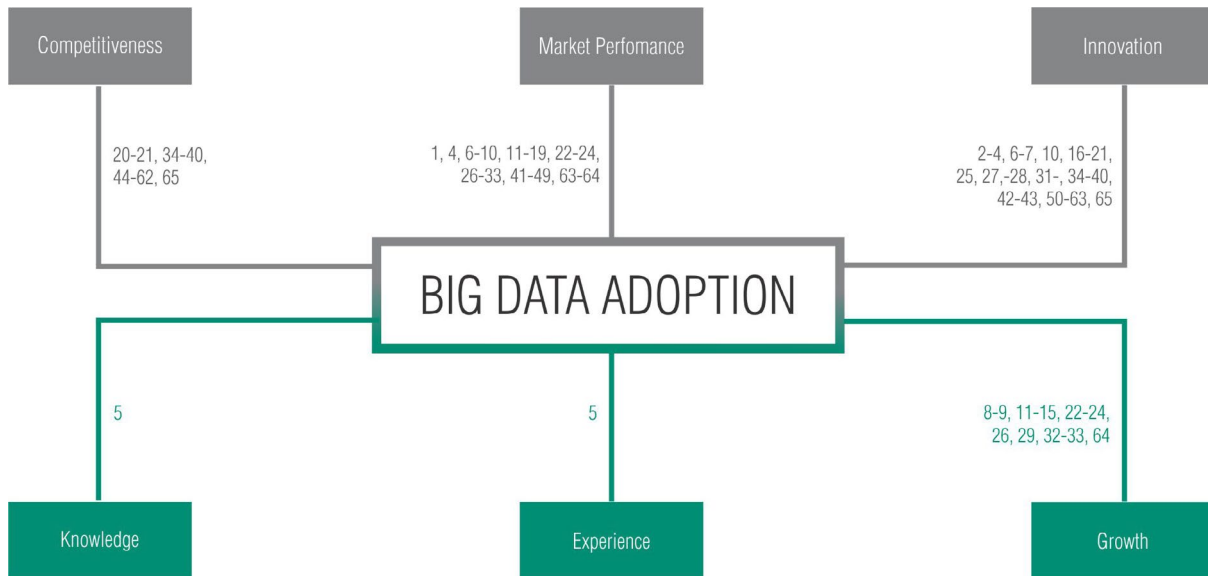 Competitiveness
Market Perfomance
Innovation
20-21, 34-40,
44-62, 65
1, 4, 6-10, 11-19, 22-24,
26-33, 41-49, 63-64
2-4, 6-7, 10, 16-21,
25, 27,-28, 31-, 34-40,
42-43, 50-63, 65
BIG DATA ADOPTION
5
5
8-9, 11-15, 22-24,
26, 29, 32-33, 64
Knowledge
Experience
Growth